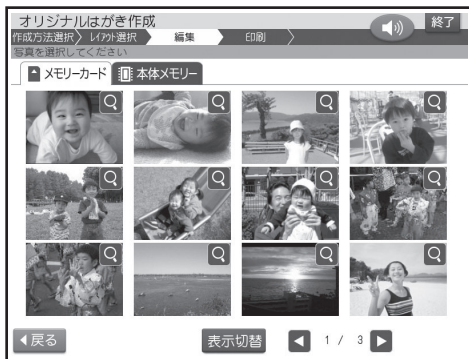 オリジナルはがき作成
終了
作成方法選択 レイアウト選択 編集 印刷
写真を選択してください
メモリーカード 本体メモリー
戻る 表示切替 1 / 3